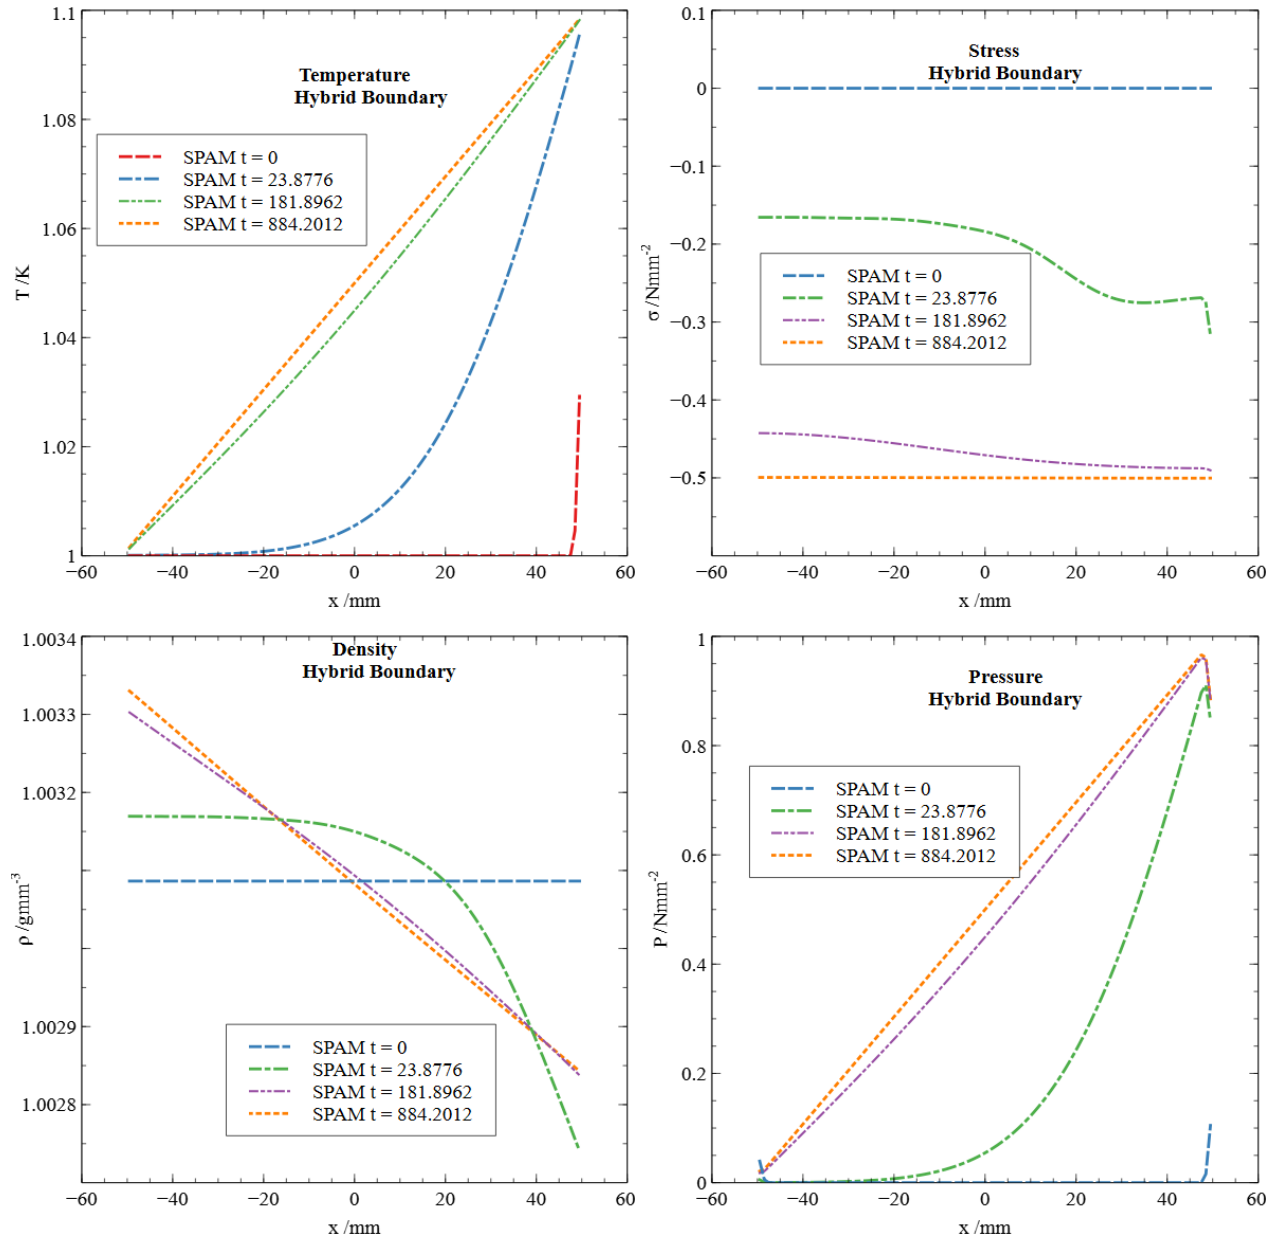 1.1
1.08
1.06
1.04
1.02
1
T /K
Temperature
Hybrid Boundary
SPAM t = 0
SPAM t = 23.8776
SPAM t = 181.8962
SPAM t = 884.2012
−60 −40 −20 0 20 40 60
x /mm
0.1
0
−0.1
−0.2
−0.3
−0.4
−0.5
σ /Nmm-2
Stress
Hybrid Boundary
SPAM t = 0
SPAM t = 23.8776
SPAM t = 181.8962
SPAM t = 884.2012
−60 −40 −20 0 20 40 60
x /mm
1.0034
1.0033
1.0032
1.0029
1.0028
ρ /gmm-3
Density
Hybrid Boundary
SPAM t = 0
SPAM t = 23.8776
SPAM t = 181.8962
SPAM t = 884.2012
−60 −40 −20 0 20 40 60
x /mm
1
0.8
0.6
0.4
0.2
0
P /Nmm-2
Pressure
Hybrid Boundary
SPAM t = 0
SPAM t = 23.8776
SPAM t = 181.8962
SPAM t = 884.2012
−60 −40 −20 0 20 40 60
x /mm